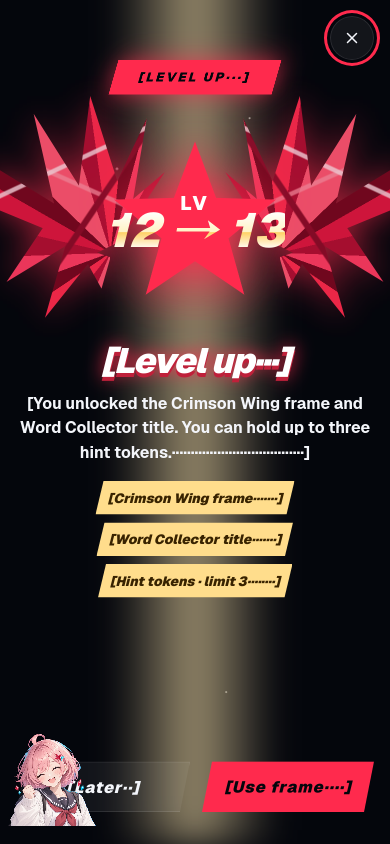 [LEVEL UP···]
LV
12 → 13
[Level up···]
[You unlocked the Crimson Wing frame and
Word Collector title. You can hold up to three
hint tokens.··································]
[Crimson Wing frame·······]
[Word Collector title·······]
[Hint tokens · limit 3········]
Later··]
[Use frame····]